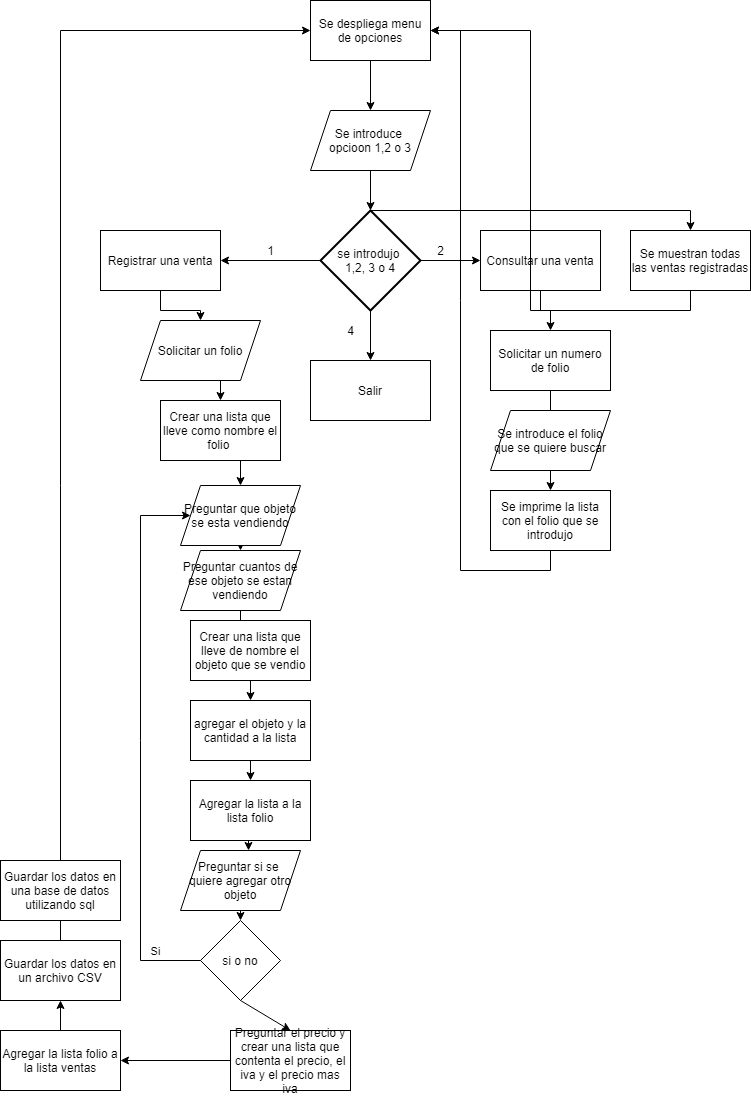 Se despliega menu
de opciones
Se introduce
opcioon 1,2 o 3
se introdujo
1,2, 3 o 4
1
2
4
Registrar una venta
Consultar una venta
Se muestran todas
las ventas registradas
Solicitar un folio
Salir
Solicitar un numero
de folio
Crear una lista que
lleve como nombre el
folio
Se introduce el folio
que se quiere buscar
Preguntar que objeto
se esta vendiendo
Se imprime la lista
con el folio que se
introdujo
Preguntar cuantos de
ese objeto se estan
vendiendo
Crear una lista que
lleve de nombre el
objeto que se vendio
agregar el objeto y la
cantidad a la lista
Agregar la lista a la
lista folio
Preguntar si se
quiere agregar otro
objeto
Si
si o no
Preguntar el precio y
crear una lista que
contenta el precio, el
iva y el precio mas
iva
Agregar la lista folio a
la lista ventas
Guardar los datos en
un archivo CSV
Guardar los datos en
una base de datos
utilizando sql